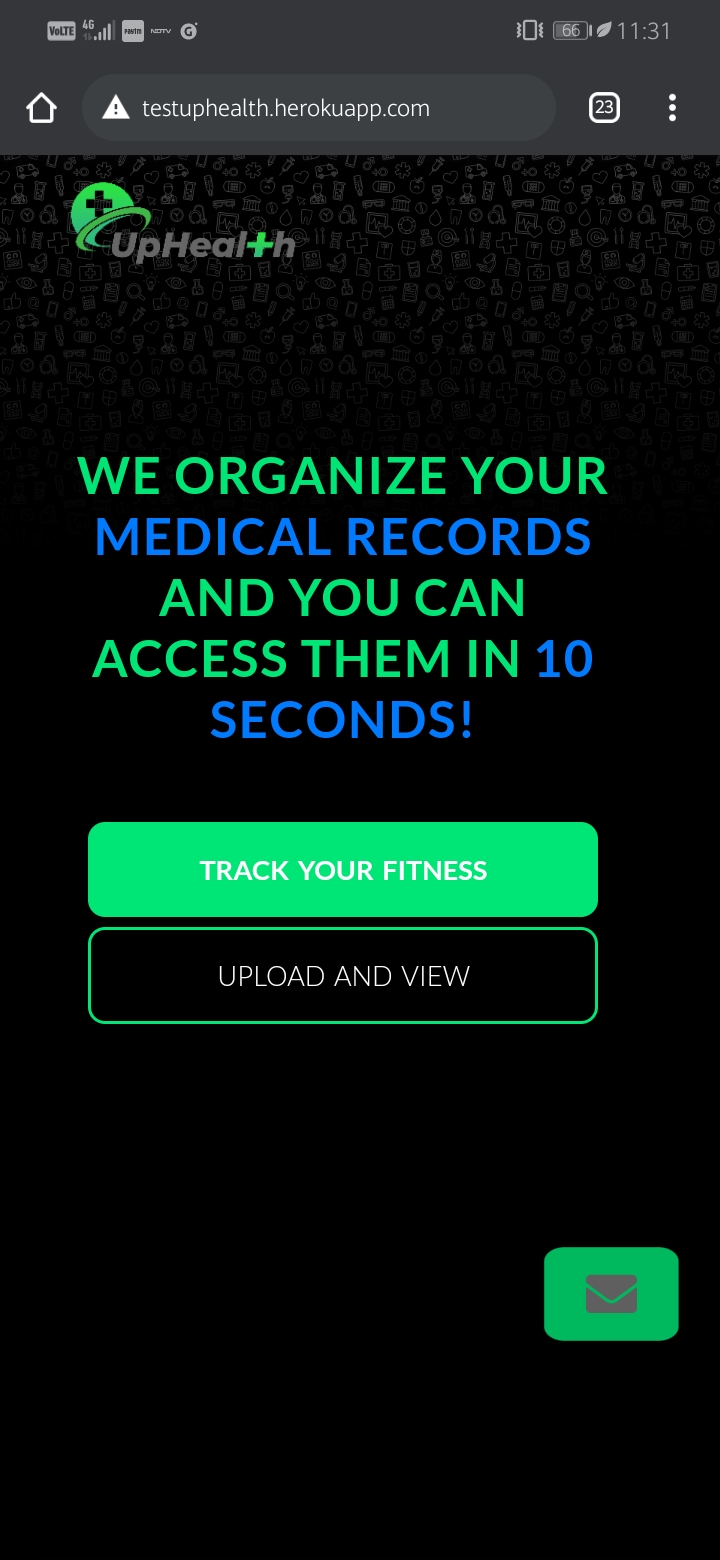 VoLTE 4G Paytm NDTV G 66 11:31
testuphealth.herokuapp.com 23
UpHealth
WE ORGANIZE YOUR
MEDICAL RECORDS
AND YOU CAN
ACCESS THEM IN 10
SECONDS!
TRACK YOUR FITNESS
UPLOAD AND VIEW